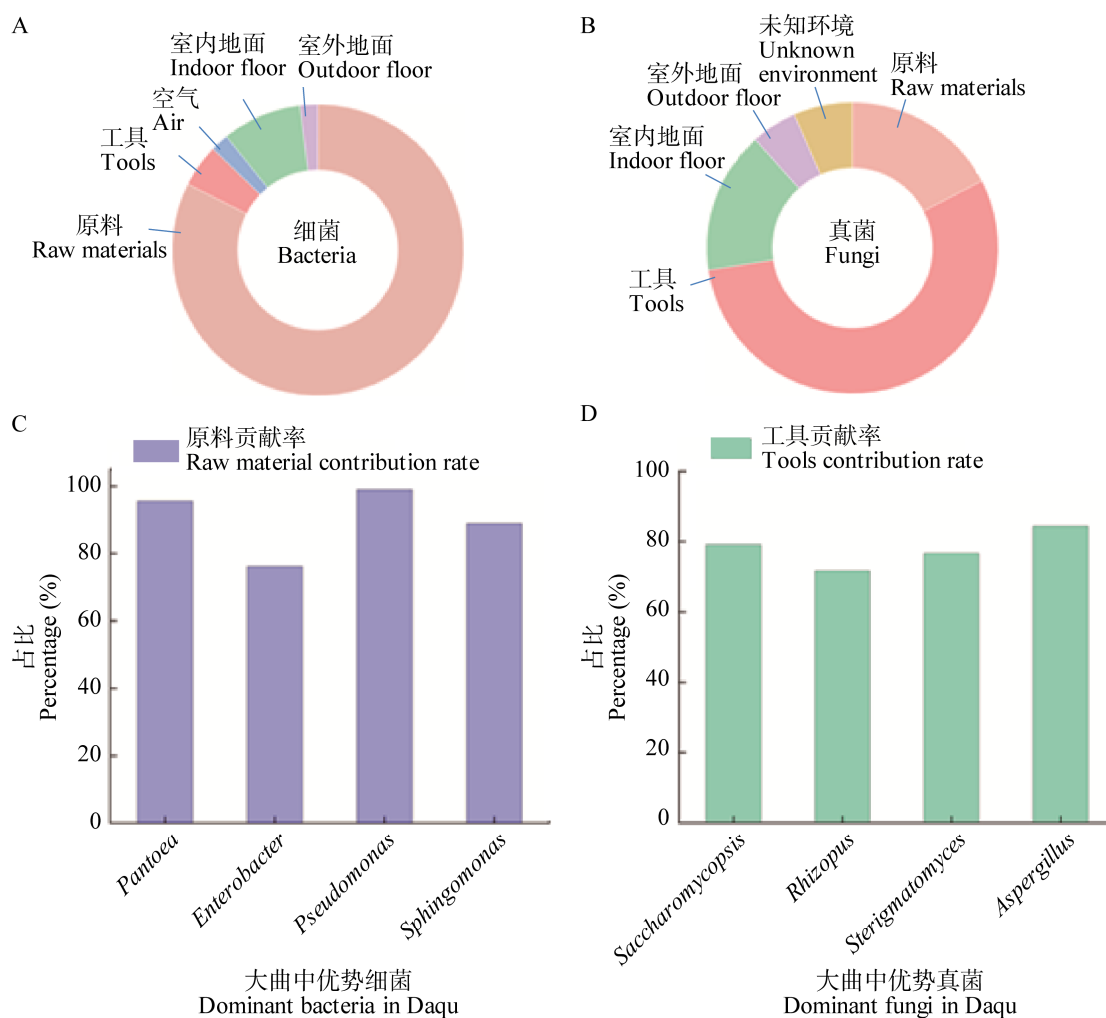 A
室内地面
Indoor floor
室外地面
Outdoor floor
空气
Air
工具
Tools
原料
Raw materials
细菌
Bacteria
B
未知环境
Unknown
environment
原料
Raw materials
室外地面
Outdoor floor
室内地面
Indoor floor
工具
Tools
真菌
Fungi
C
原料贡献率
Raw material contribution rate
100
80
60
40
20
0
占比
Percentage (%)
Pantoea
Enterobacter
Pseudomonas
Sphingomonas
大曲中优势细菌
Dominant bacteria in Daqu
D
工具贡献率
Tools contribution rate
100
80
60
40
20
0
占比
Percentage (%)
Saccharomycopsis
Rhizopus
Sterigmatomyces
Aspergillus
大曲中优势真菌
Dominant fungi in Daqu